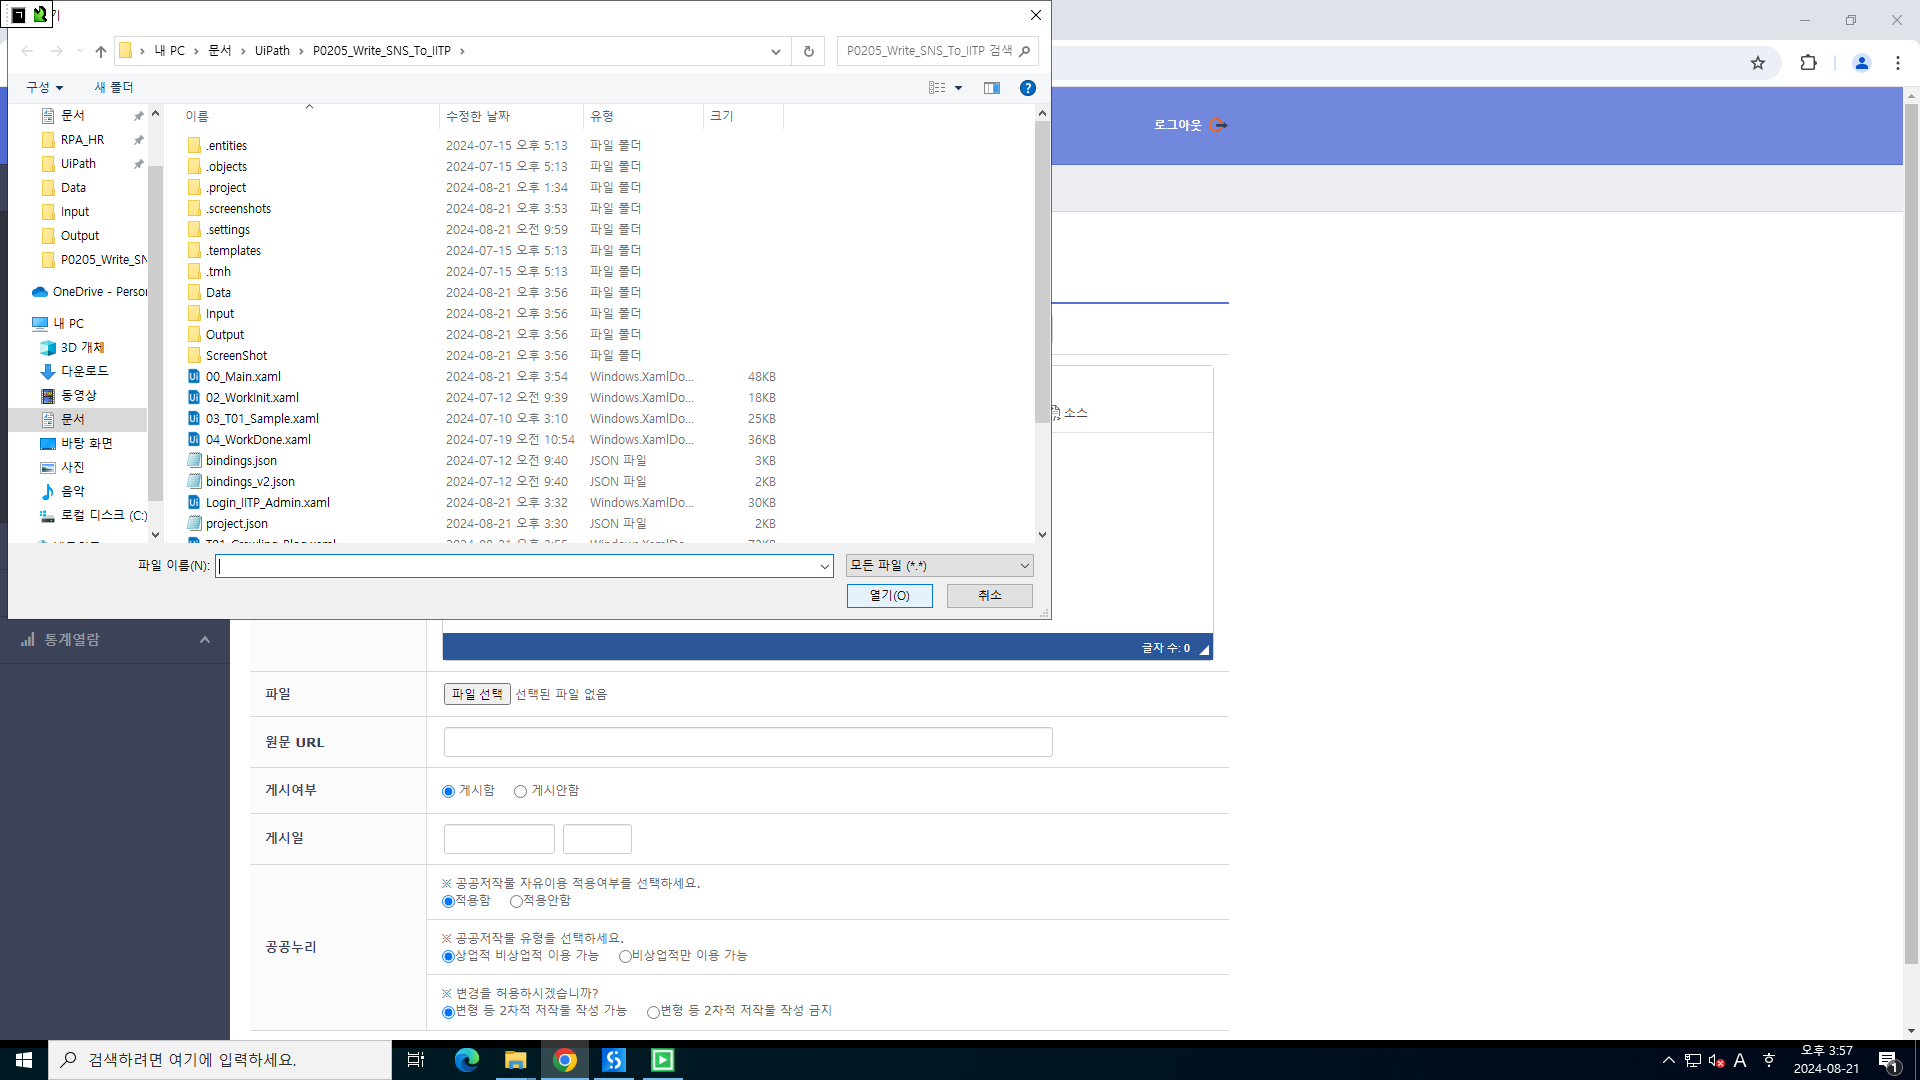 내 PC
문서
UiPath
P0205_Write_SNS_To_IITP
P0205_Write_SNS_To_IITP 검색
구성
새 폴더
로그아웃
문서
RPA_HR
UiPath
Data
Input
Output
P0205_Write_SN
OneDrive - Person
내 PC
3D 개체
다운로드
동영상
문서
바탕 화면
사진
음악
로컬 디스크 (C:)
이름 수정한 날짜 유형 크기
.entities 2024-07-15 오후 5:13 파일 폴더
.objects 2024-07-15 오후 5:13 파일 폴더
.project 2024-08-21 오후 1:34 파일 폴더
.screenshots 2024-08-21 오후 3:53 파일 폴더
.settings 2024-08-21 오전 9:59 파일 폴더
.templates 2024-07-15 오후 5:13 파일 폴더
.tmh 2024-07-15 오후 5:13 파일 폴더
Data 2024-08-21 오후 3:56 파일 폴더
Input 2024-08-21 오후 3:56 파일 폴더
Output 2024-08-21 오후 3:56 파일 폴더
ScreenShot 2024-08-21 오후 3:56 파일 폴더
00_Main.xaml 2024-08-21 오후 3:54 Windows.XamlDo... 48KB
02_WorkInit.xaml 2024-07-12 오후 9:39 Windows.XamlDo... 18KB
03_T01_Sample.xaml 2024-07-10 오후 3:10 Windows.XamlDo... 25KB
04_WorkDone.xaml 2024-07-19 오전 10:54 Windows.XamlDo... 36KB
bindings.json 2024-07-12 오전 9:40 JSON 파일 3KB
bindings_v2.json 2024-07-12 오전 9:40 JSON 파일 2KB
Login_IITP_Admin.xaml 2024-08-21 오후 3:32 Windows.XamlDo... 30KB
project.json 2024-08-21 오후 3:30 JSON 파일 2KB
T01_Crawling_Blog.xaml 2024-08-21 오후 3:55 Windows.XamlDo... 72KB
파일 이름(N):
모든 파일 (*.*)
열기(O)
취소
소스
통계열람
글자 수: 0
파일
파일 선택 선택된 파일 없음
원문 URL
게시여부
게시함 게시안함
게시일
공공누리
※ 공공저작물 자유이용 적용여부를 선택하세요.
적용함 적용안함
※ 공공저작물 유형을 선택하세요.
상업적 비상업적 이용 가능 비상업적만 이용 가능
※ 변경을 허용하시겠습니까?
변형 등 2차적 저작물 작성 가능 변형 등 2차적 저작물 작성 금지
검색하려면 여기에 입력하세요.
A
오후 3:57
2024-08-21
1